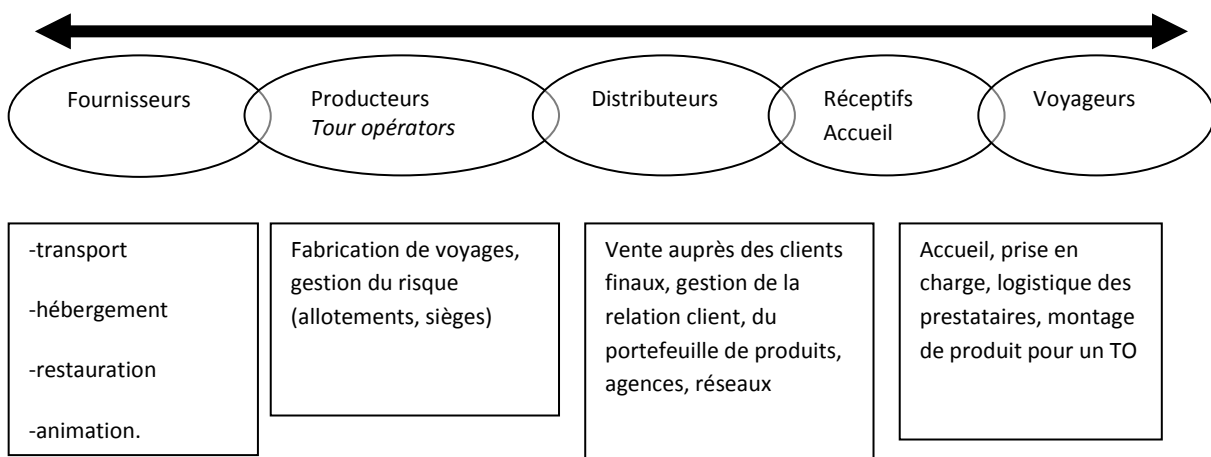 Fournisseurs
Producteurs
Tour opérators
Distributeurs
Réceptifs
Accueil
Voyageurs
-transport
-hébergement
-restauration
-animation.
Fabrication de voyages,
gestion du risque
(allotements, sièges)
Vente auprès des clients
finaux, gestion de la
relation client, du
portefeuille de produits,
agences, réseaux
Accueil, prise en
charge, logistique des
prestataires, montage
de produit pour un TO